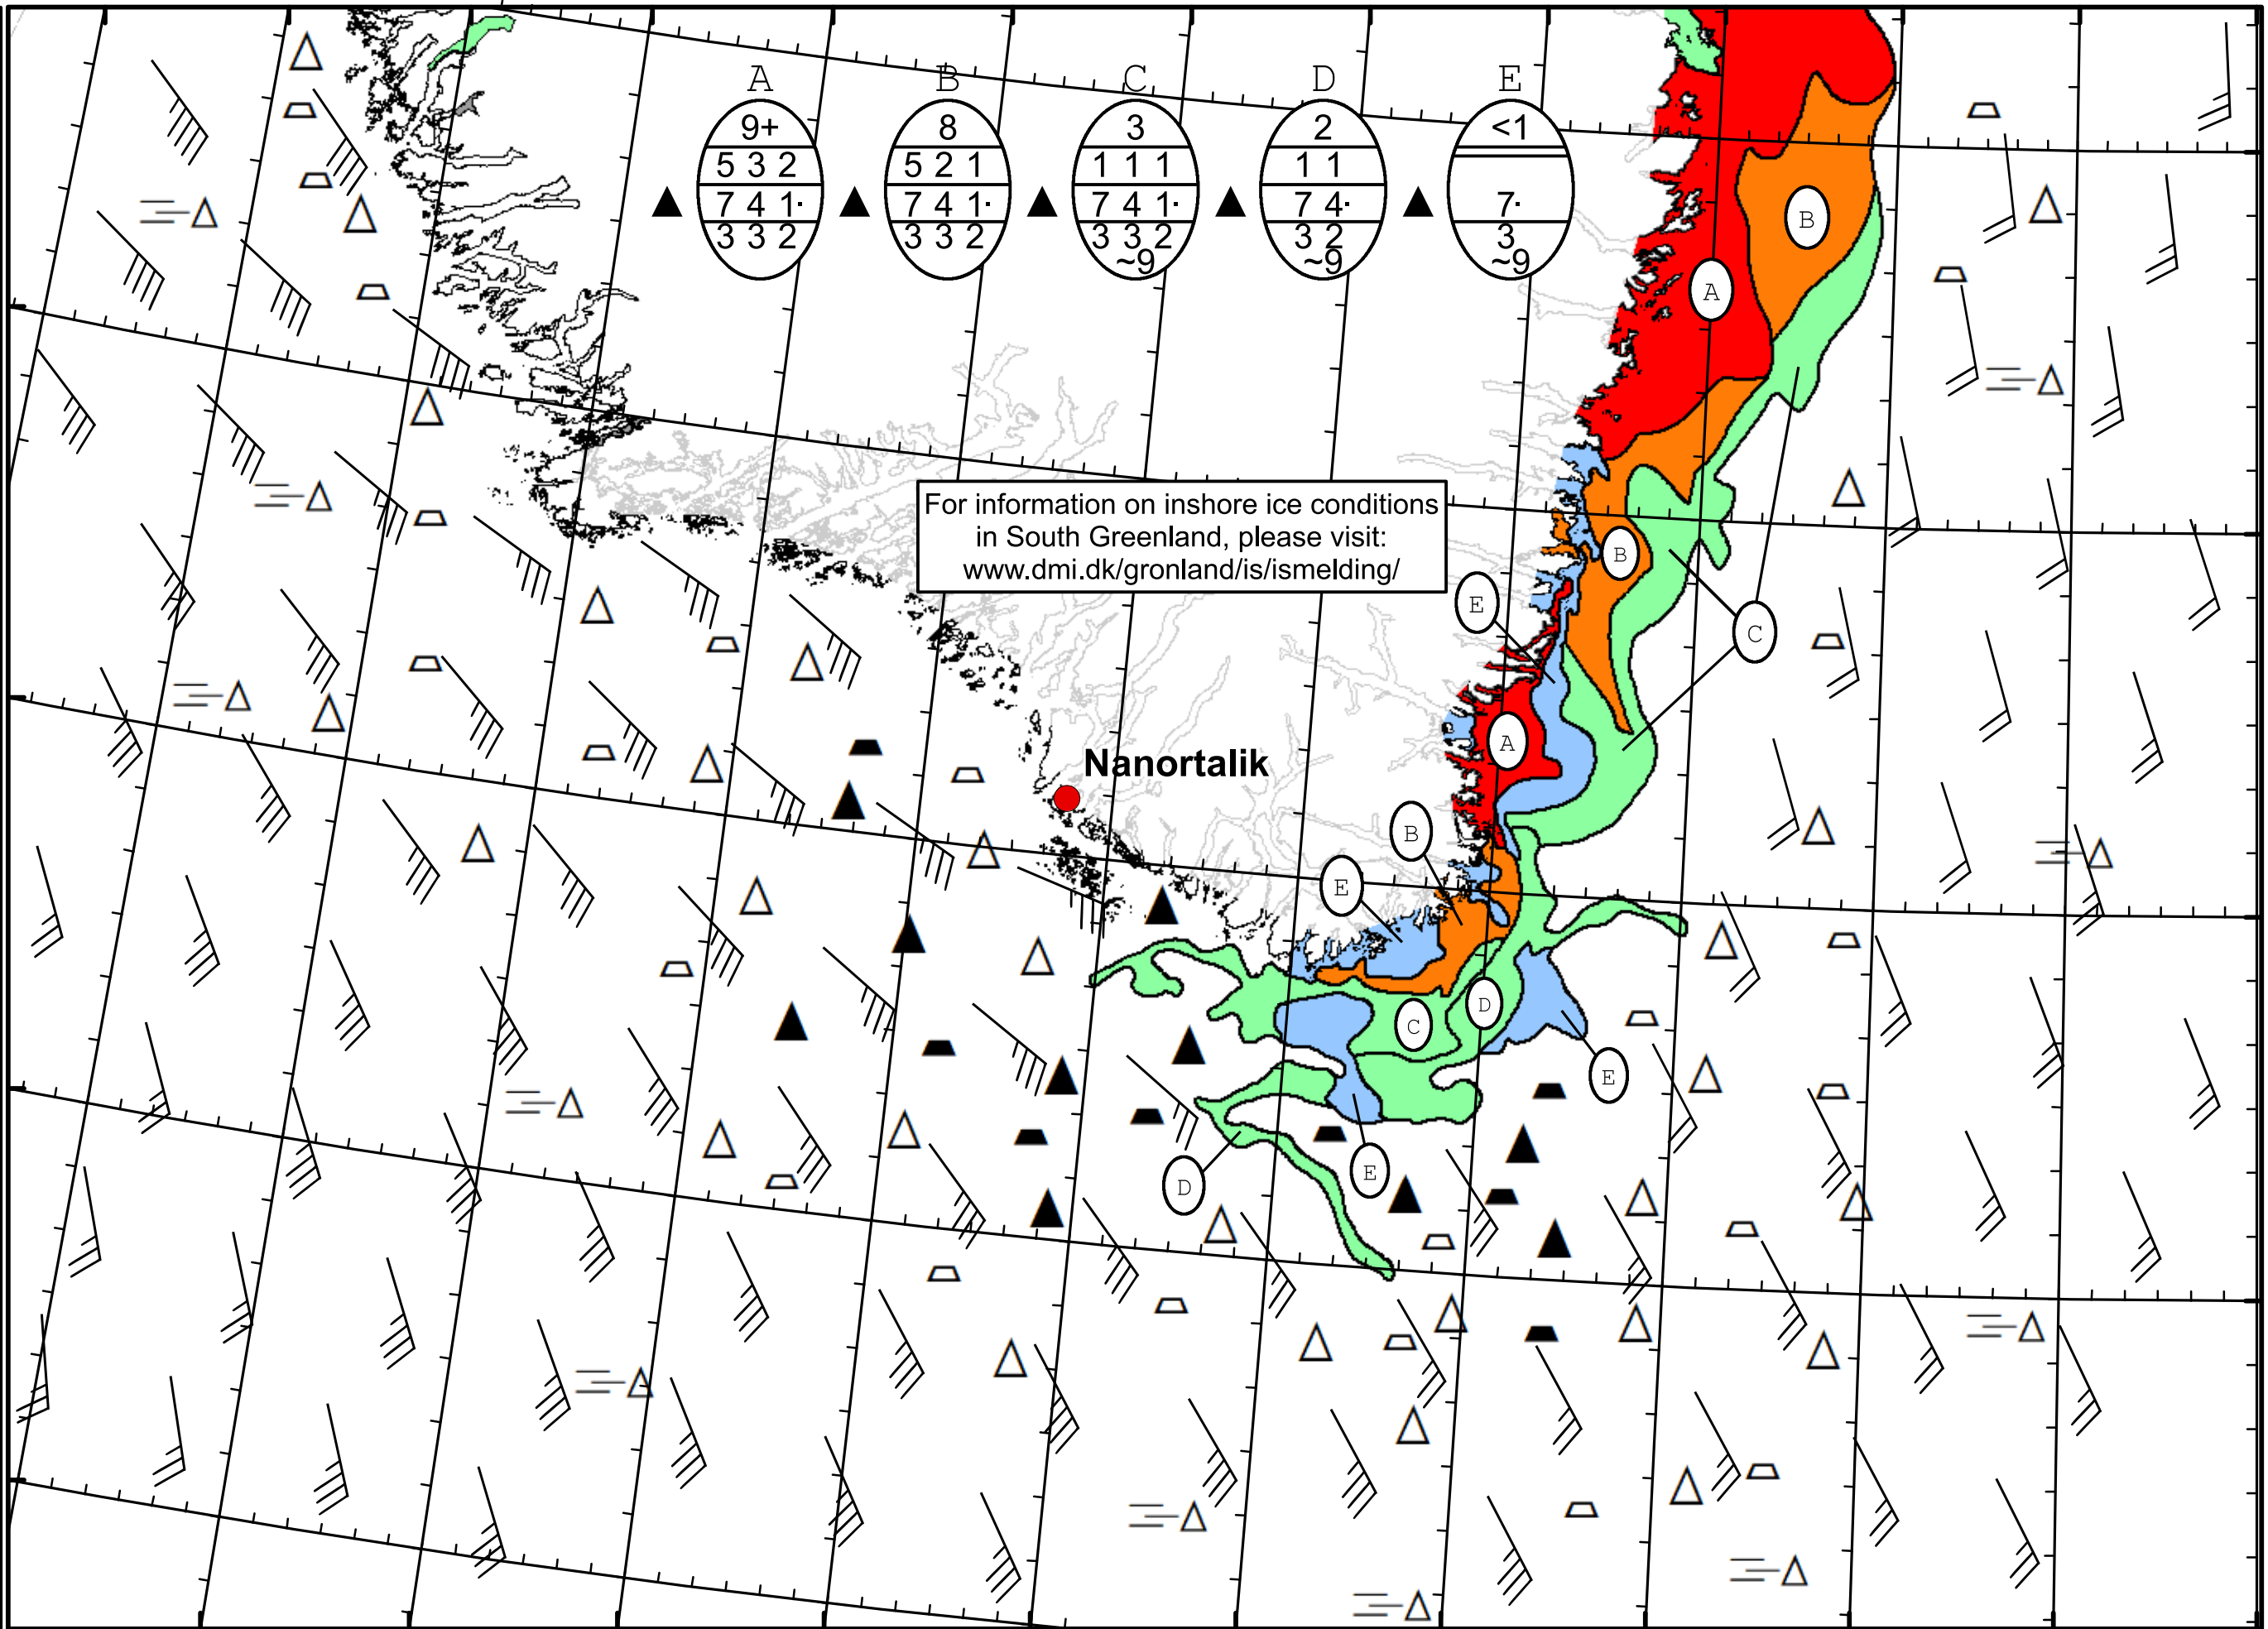 A B C D E
9+ 8 3 2 <1
5 3 2 5 2 1 1 1 1 1 1
7 4 1· 7 4 1· 7 4 1· 7 4· 7·
3 3 2 3 3 2 3 3 2 3 2 3
~9 ~9 ~9
B
A
For information on inshore ice conditions
in South Greenland, please visit:
www.dmi.dk/gronland/is/ismelding/
B
E
C
A
Nanortalik
B
E
D
C
E
E
D